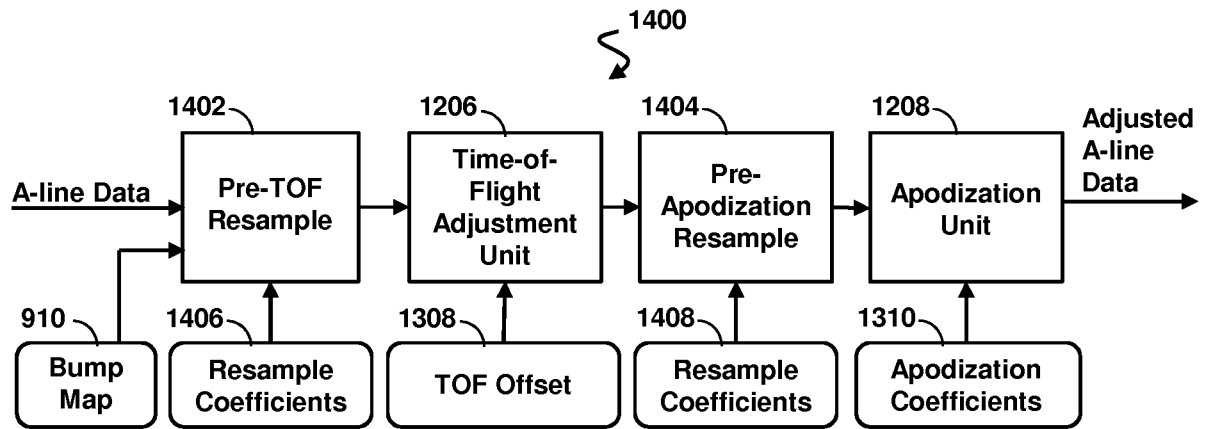 1400
1402
1206
1404
1208
A-line Data
Pre-TOF
Resample
Time-of-
Flight
Adjustment
Unit
Pre-
Apodization
Resample
Apodization
Unit
Adjusted
A-line
Data
910
1406
1308
1408
1310
Bump
Map
Resample
Coefficients
TOF Offset
Resample
Coefficients
Apodization
Coefficients